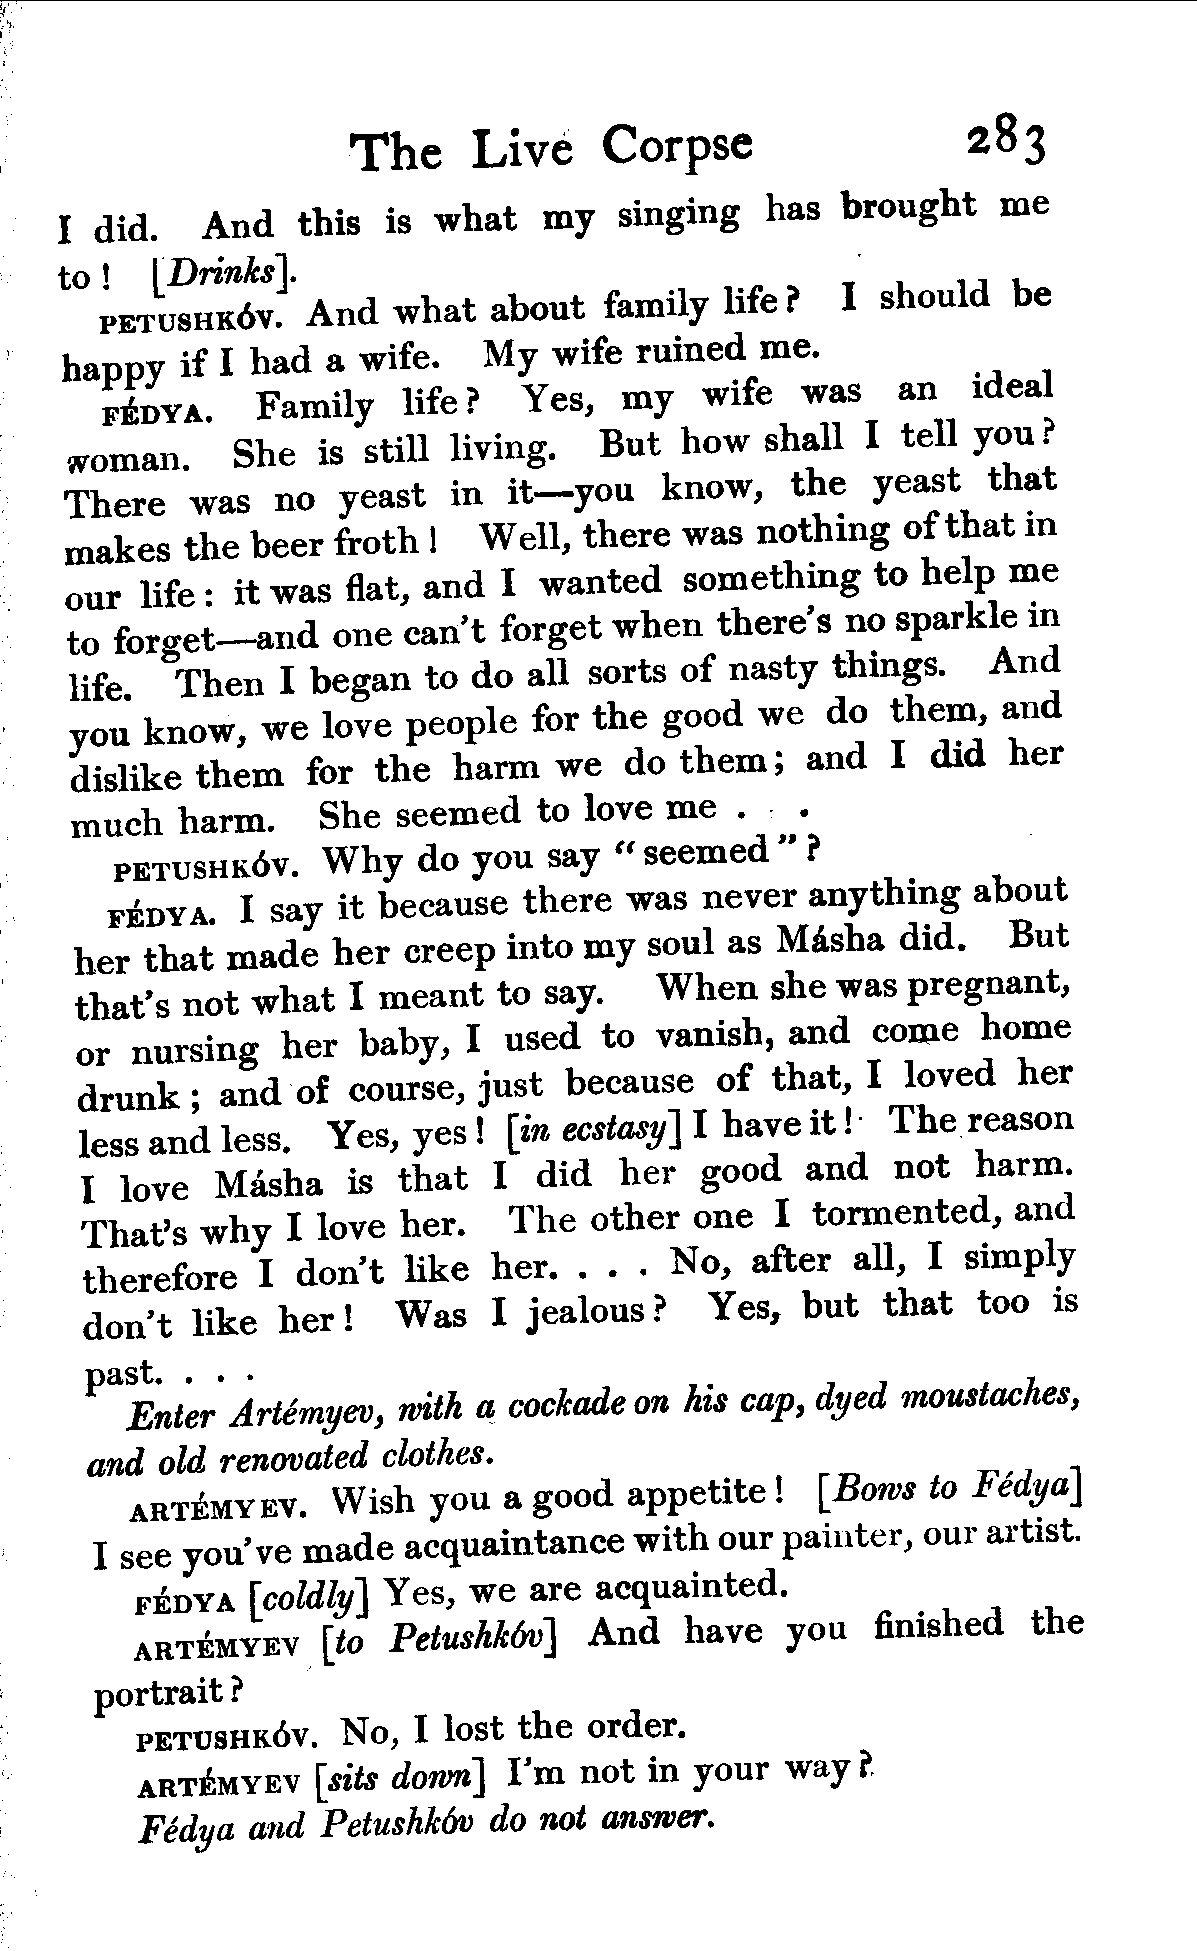 The Live Corpse 283
I did. And this is what my singing has brought me
to! [Drinks].
PETUSHKÓV. And what about family life? I should be
happy if I had a wife. My wife ruined me.
FÉDYA. Family life? Yes, my wife was an ideal
woman. She is still living. But how shall I tell you?
There was no yeast in it—you know, the yeast that
makes the beer froth! Well, there was nothing of that in
our life: it was flat, and I wanted something to help me
to forget—and one can't forget when there's no sparkle in
life. Then I began to do all sorts of nasty things. And
you know, we love people for the good we do them, and
dislike them for the harm we do them; and I did her
much harm. She seemed to love me . . .
PETUSHKÓV. Why do you say "seemed"?
FÉDYA. I say it because there was never anything about
her that made her creep into my soul as Másha did. But
that's not what I meant to say. When she was pregnant,
or nursing her baby, I used to vanish, and come home
drunk; and of course, just because of that, I loved her
less and less. Yes, yes! [in ecstasy] I have it! The reason
I love Másha is that I did her good and not harm.
That's why I love her. The other one I tormented, and
therefore I don't like her. . . . No, after all, I simply
don't like her! Was I jealous? Yes, but that too is
past. . . .
Enter Artémyev, with a cockade on his cap, dyed moustaches,
and old renovated clothes.
ARTÉMYEV. Wish you a good appetite! [Bows to Fédya]
I see you've made acquaintance with our painter, our artist.
FÉDYA [coldly] Yes, we are acquainted.
ARTÉMYEV [to Petushkóv] And have you finished the
portrait?
PETUSHKÓV. No, I lost the order.
ARTÉMYEV [sits down] I'm not in your way?
Fédya and Petushkóv do not answer.